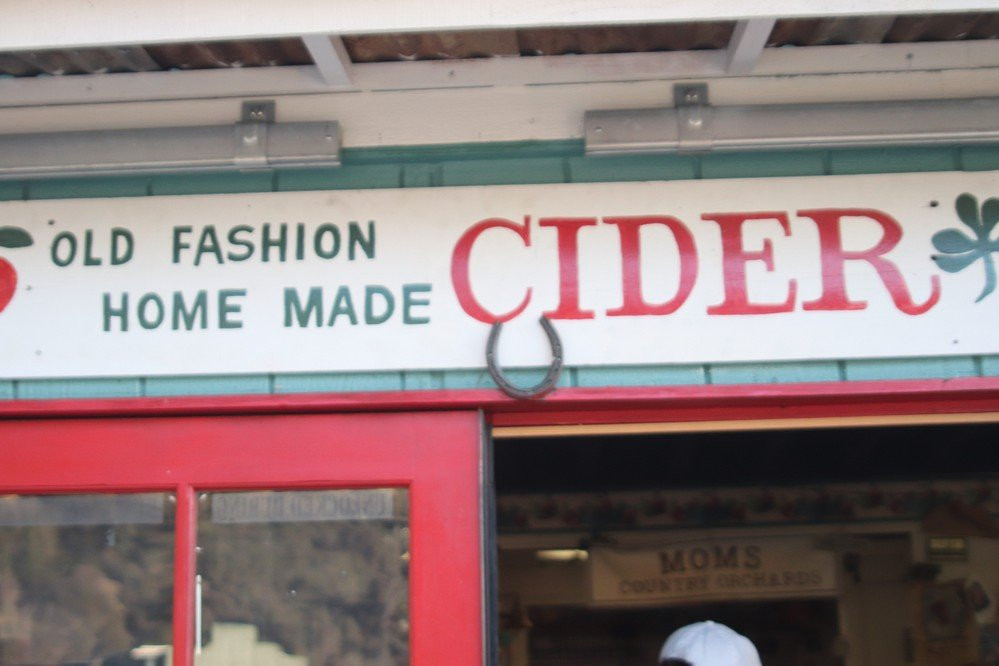 OLD FASHION
HOME MADE
CIDER
MOMS
COUNTRY ORCHARDS